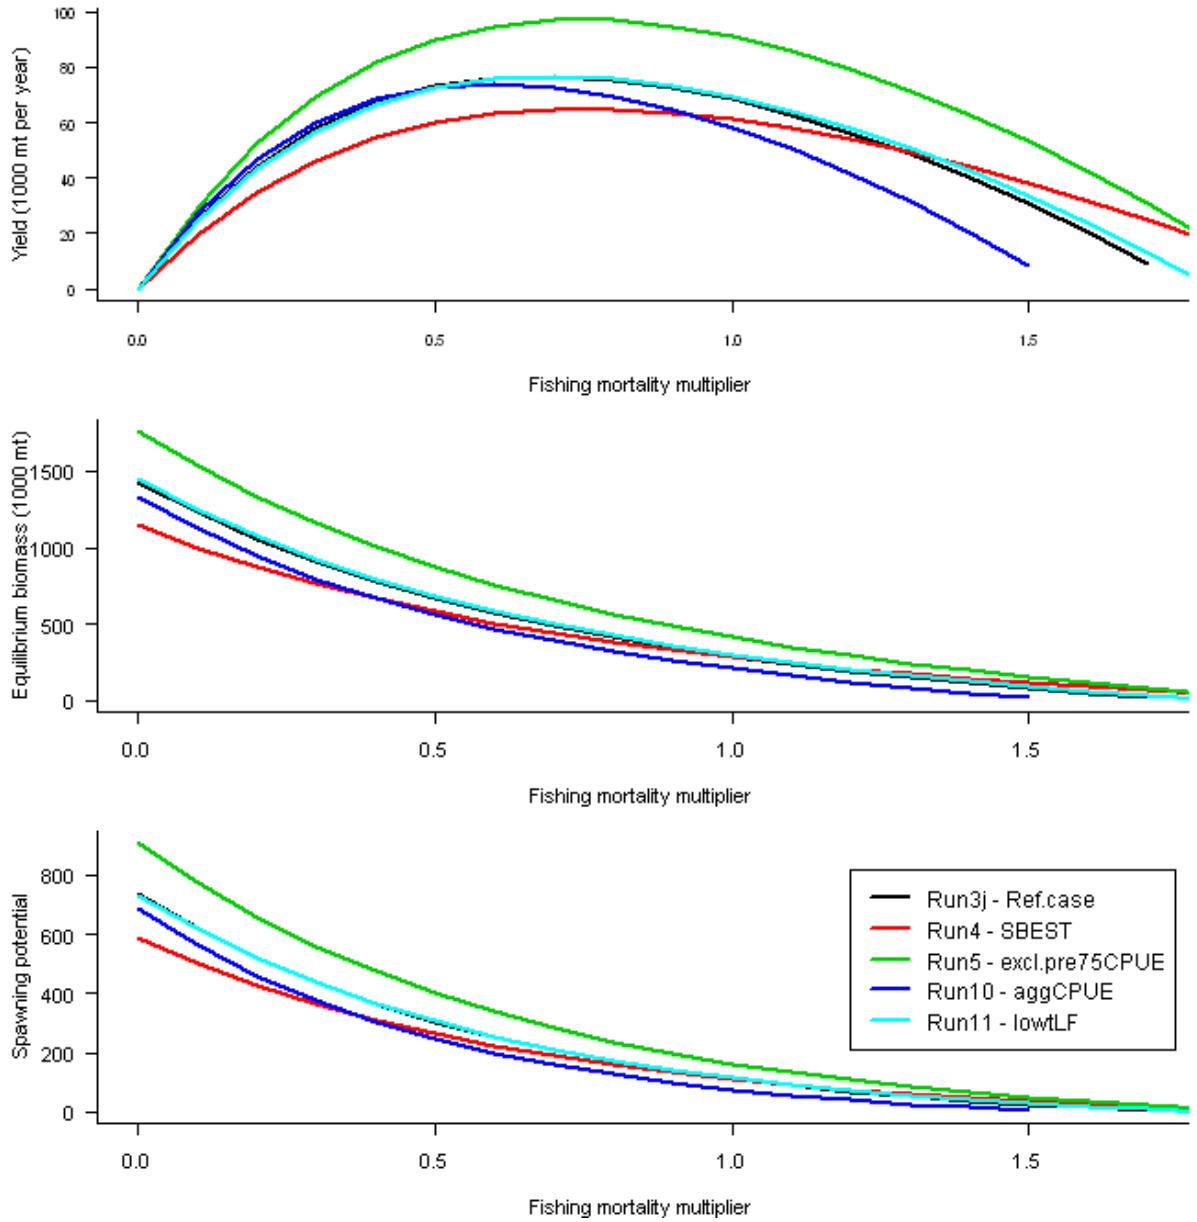 Yield (1000 mt per year)
100
80
60
40
20
0
0.0 0.5 1.0 1.5
Fishing mortality multiplier
Equilibrium biomass (1000 mt)
1500
1000
500
0
0.0 0.5 1.0 1.5
Fishing mortality multiplier
Spawning potential
800
600
400
200
0
Run3j - Ref.case
Run4 - SBEST
Run5 - excl.pre75CPUE
Run10 - aggCPUE
Run11 - lowtLF
0.0 0.5 1.0 1.5
Fishing mortality multiplier